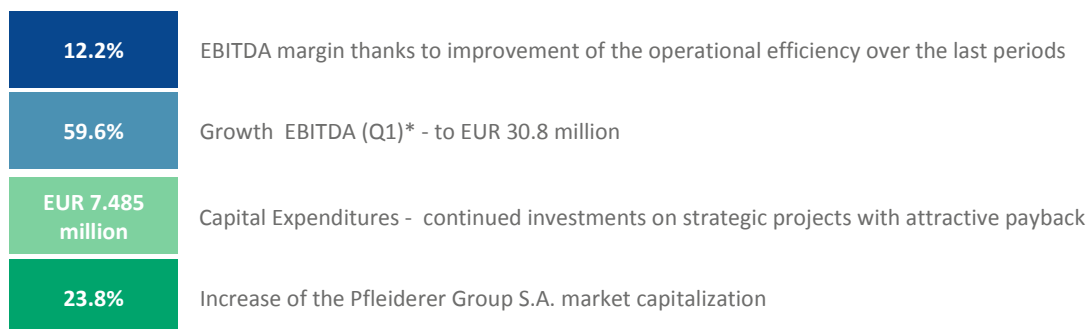 12.2% EBITDA margin thanks to improvement of the operational efficiency over the last periods
59.6% Growth EBITDA (Q1)* - to EUR 30.8 million
EUR 7.485
million
Capital Expenditures - continued investments on strategic projects with attractive payback
23.8% Increase of the Pfleiderer Group S.A. market capitalization